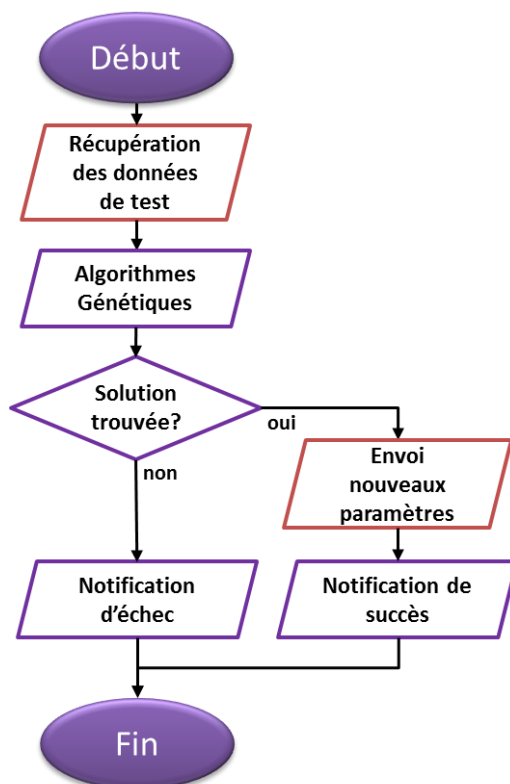 Début
Récupération
des données
de test
Algorithmes
Génétiques
Solution
trouvée?
oui
non
Envoi
nouveaux
paramètres
Notification
d'échec
Notification de
succès
Fin